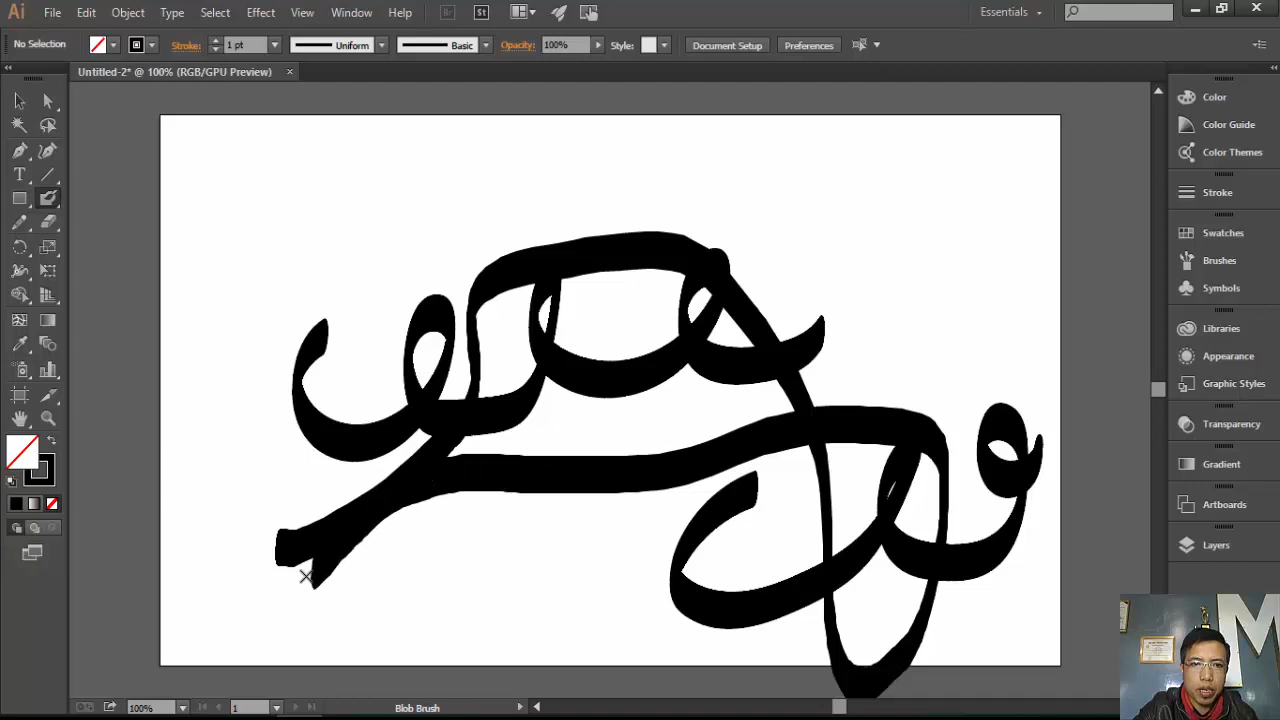 Ai File Edit Object Type Select Effect View Window Help Br St Essentials
No Selection Stroke: 1 pt Uniform Basic Opacity: 100% Style: Document Setup Preferences
Untitled-2* @ 100% (RGB/GPU Preview) ×
Color
Color Guide
Color Themes
Stroke
Swatches
Brushes
Symbols
Libraries
Appearance
Graphic Styles
Transparency
Gradient
Artboards
Layers
M
100% 1 Blob Brush